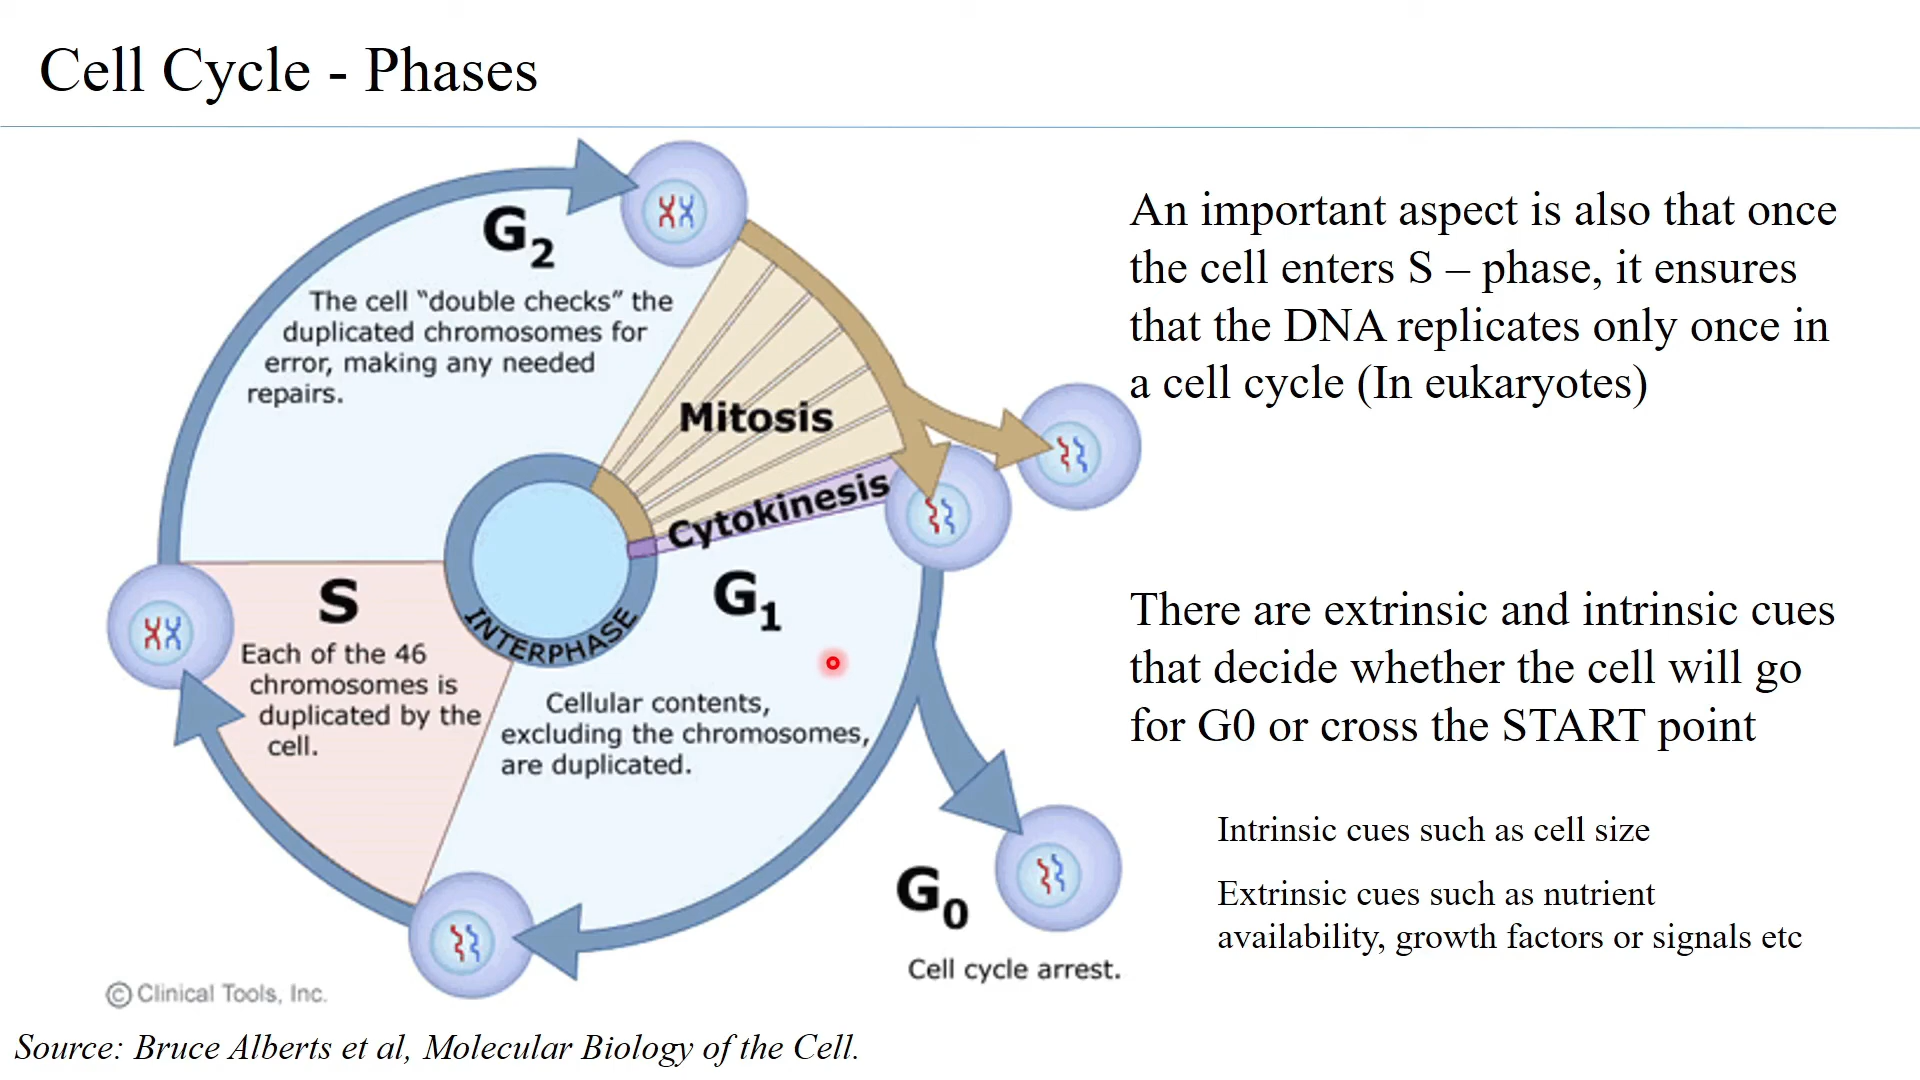 Cell Cycle - Phases
G2
The cell “double checks” the
duplicated chromosomes for
error, making any needed
repairs.
Mitosis
Cytokinesis
INTERPHASE
S
Each of the 46
chromosomes is
duplicated by the
cell.
G1
Cellular contents,
excluding the chromosomes,
are duplicated.
G0
Cell cycle arrest.
© Clinical Tools, Inc.
An important aspect is also that once
the cell enters S – phase, it ensures
that the DNA replicates only once in
a cell cycle (In eukaryotes)
There are extrinsic and intrinsic cues
that decide whether the cell will go
for G0 or cross the START point
Intrinsic cues such as cell size
Extrinsic cues such as nutrient
availability, growth factors or signals etc
Source: Bruce Alberts et al, Molecular Biology of the Cell.